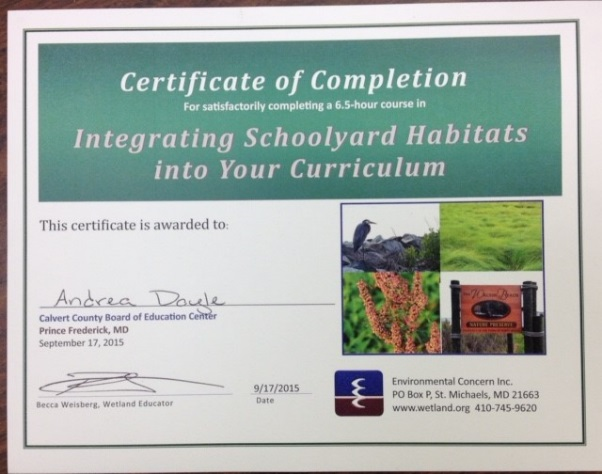 Certificate of Completion
For satisfactorily completing a 6.5-hour course in
Integrating Schoolyard Habitats
into Your Curriculum
This certificate is awarded to:
Andrea Doyle
Calvert County Board of Education Center
Prince Frederick, MD
September 17, 2015
Becca Weisberg, Wetland Educator
9/17/2015
Date
NATURE PRESERVE
Environmental Concern Inc.
PO Box P, St. Michaels, MD 21663
www.wetland.org 410-745-9620